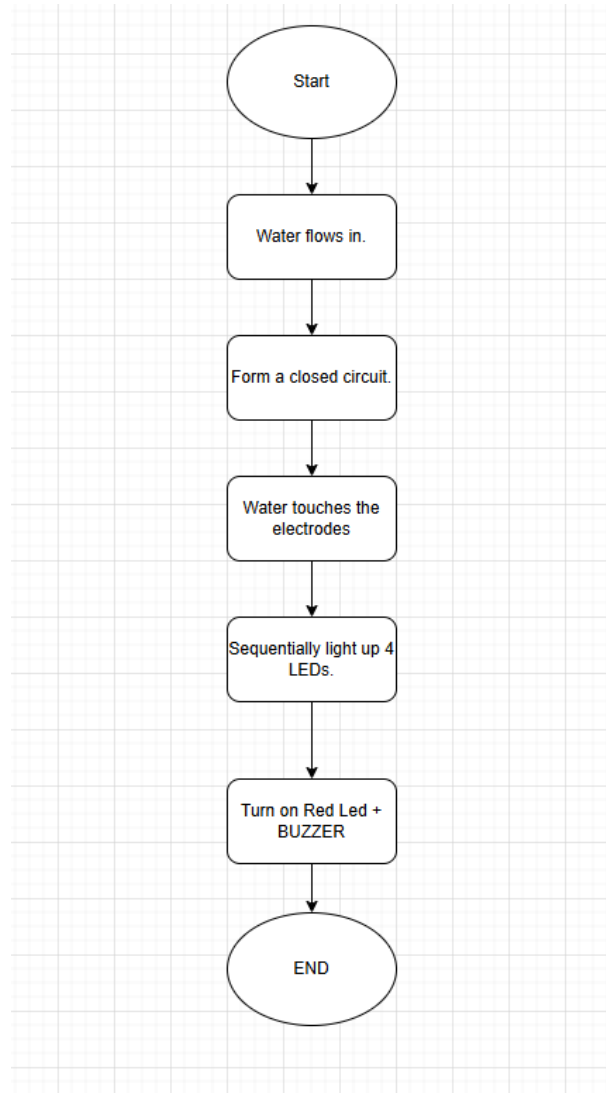 Start
Water flows in.
Form a closed circuit.
Water touches the
electrodes
Sequentially light up 4
LEDs.
Turn on Red Led +
BUZZER
END